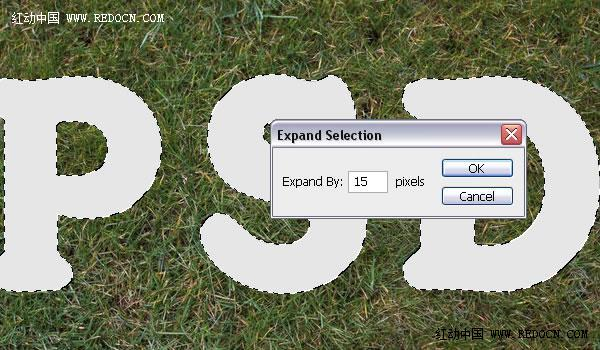 红动中国 www.REDOCN.COM
PSD
Expand Selection
Expand By: 15 pixels
OK
Cancel
红动中国 www.REDOCN.COM